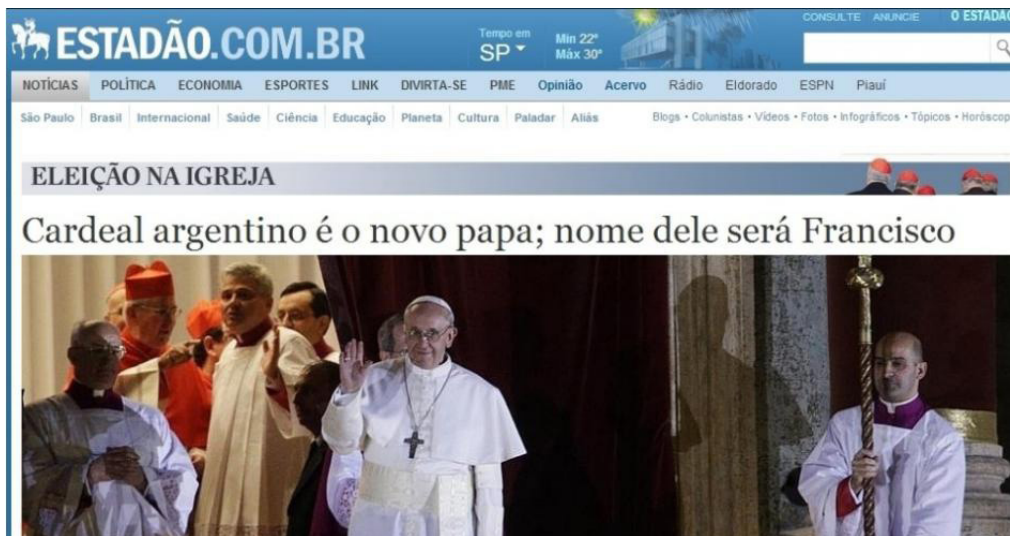 CONSULTE ANUNCIE O ESTADÃO
ESTADÃO.COM.BR
Tempo em
SP
Min 22°
Máx 30°
NOTÍCIAS POLÍTICA ECONOMIA ESPORTES LINK DIVIRTA-SE PME Opinião Acervo Rádio Eldorado ESPN Piauí
São Paulo Brasil Internacional Saúde Ciência Educação Planeta Cultura Paladar Aliás Blogs • Colunistas • Vídeos • Fotos • Infográficos • Tópicos • Horóscop
ELEIÇÃO NA IGREJA
Cardeal argentino é o novo papa; nome dele será Francisco